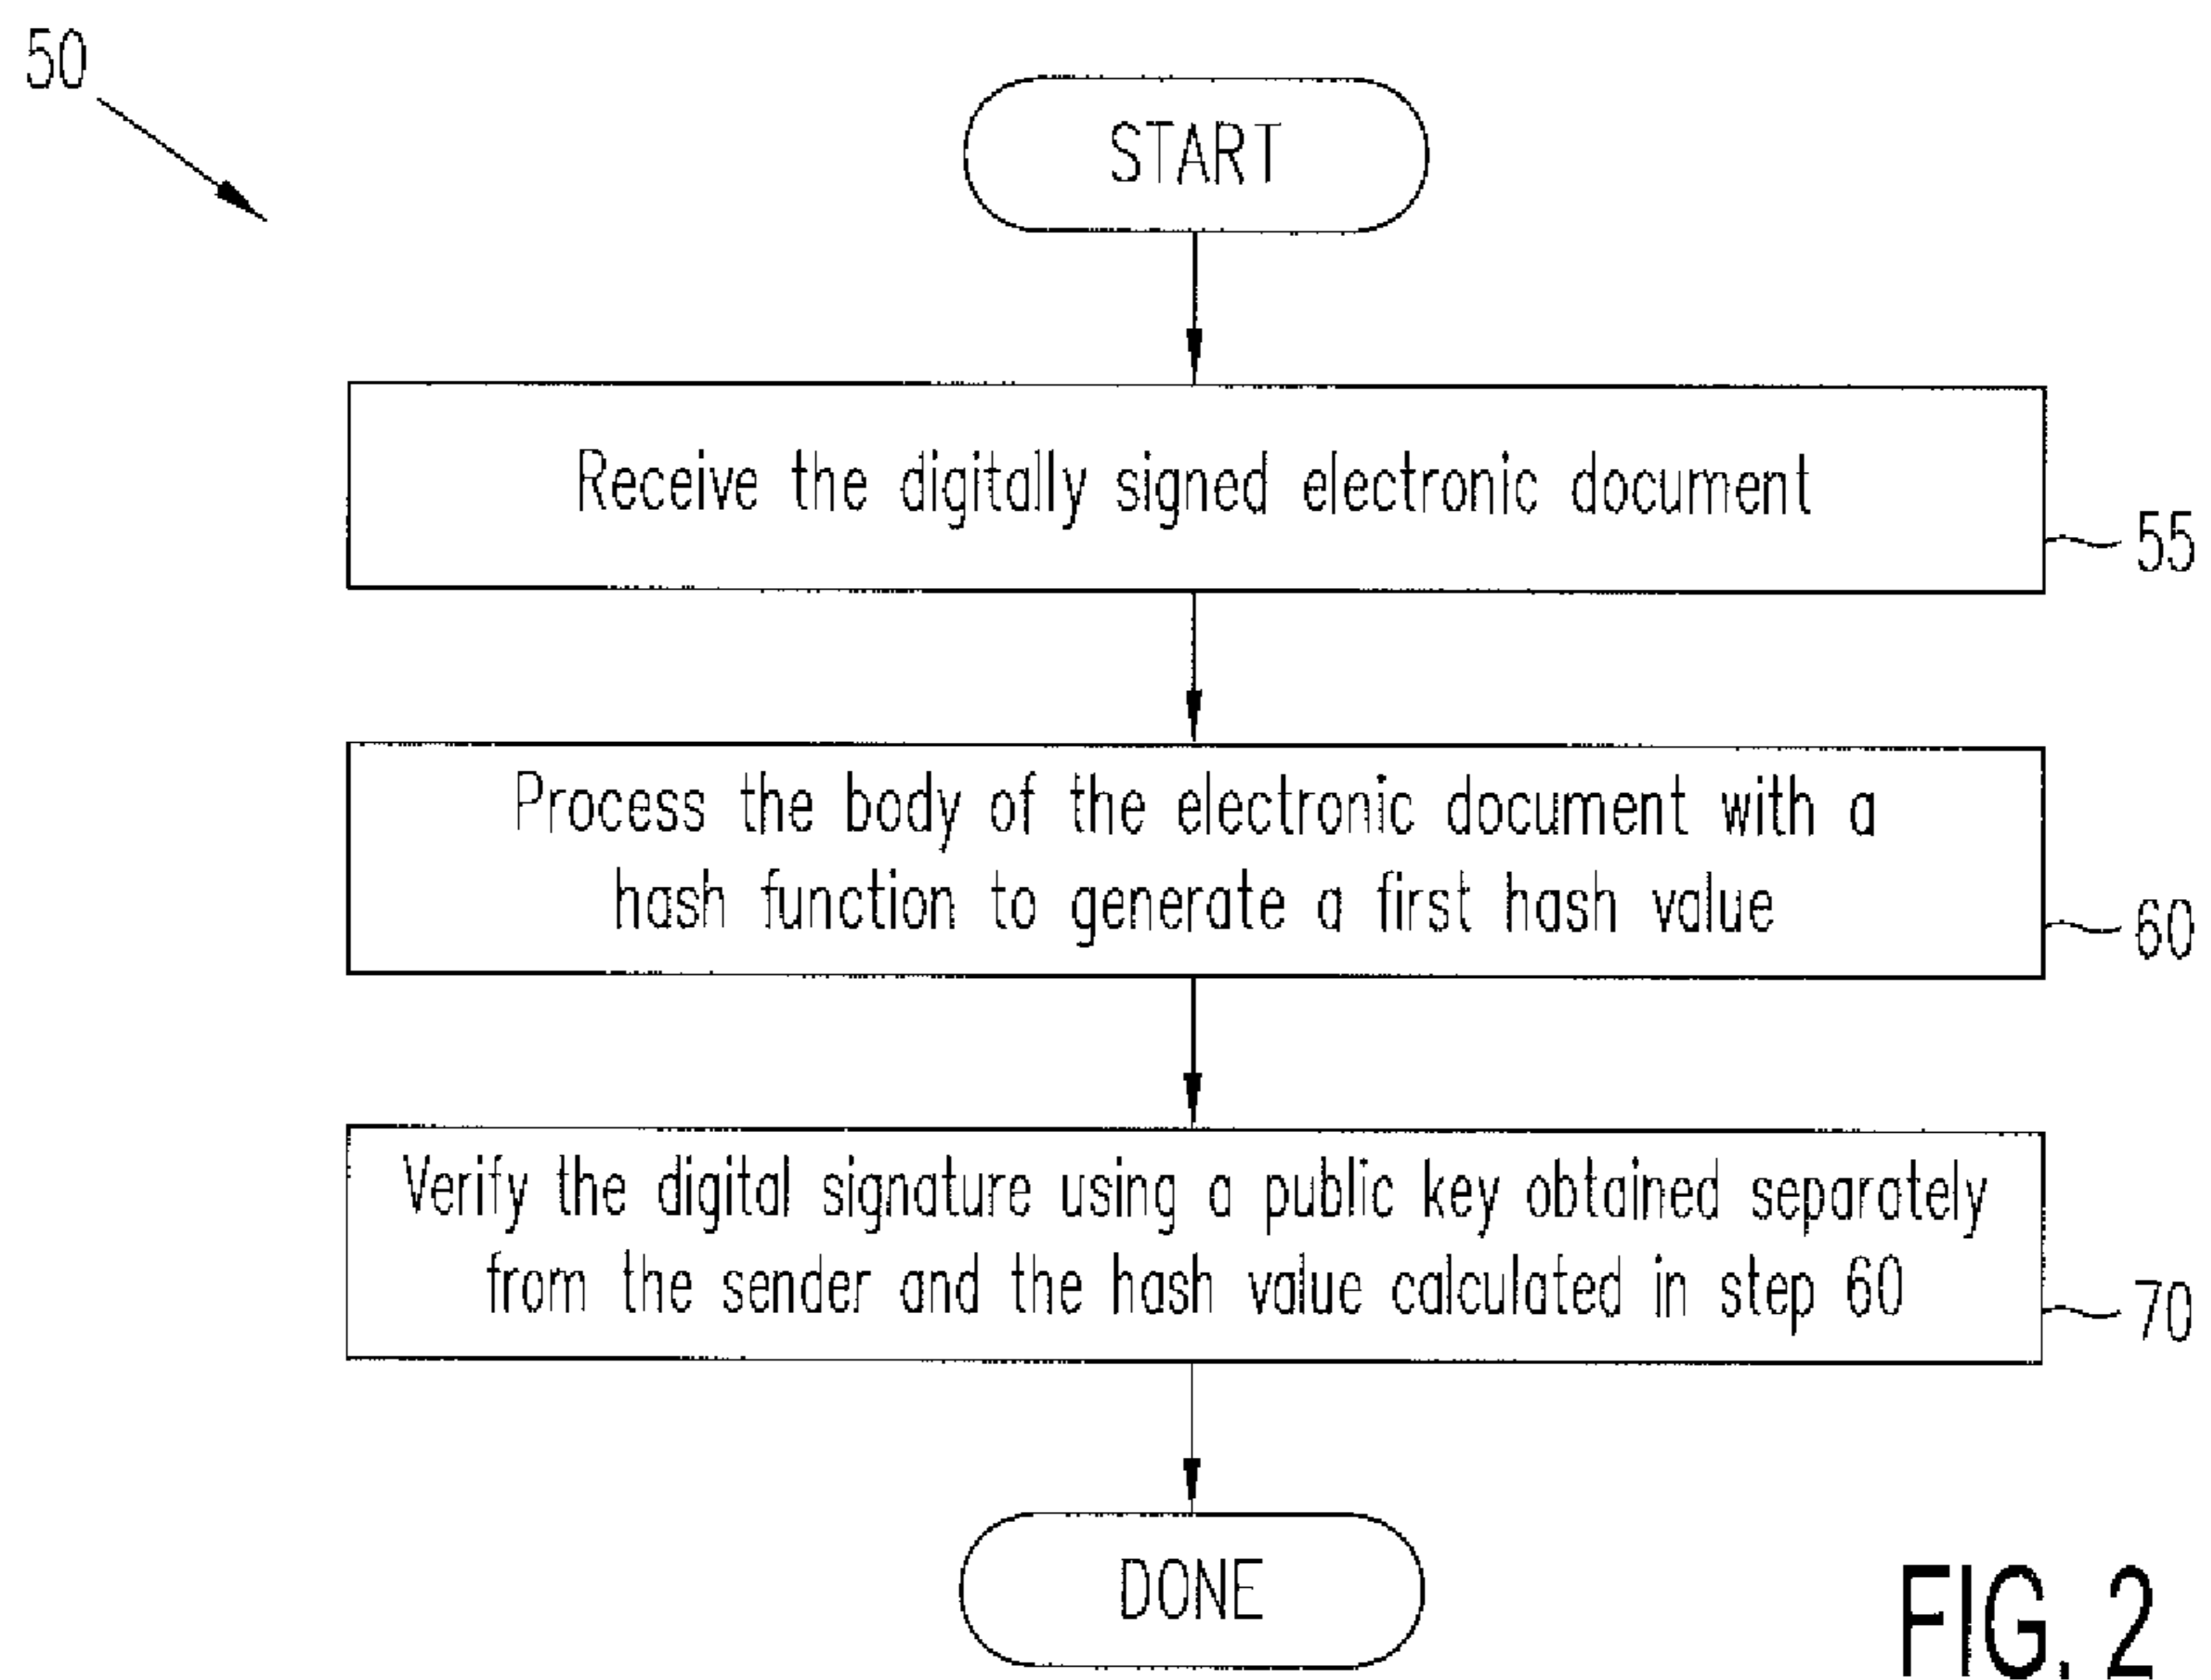 50
START
Receive the digitally signed electronic document
55
Process the body of the electronic document with a
hash function to generate a first hash value
60
Verify the digital signature using a public key obtained separately
from the sender and the hash value calculated in step 60
70
DONE
FIG. 2